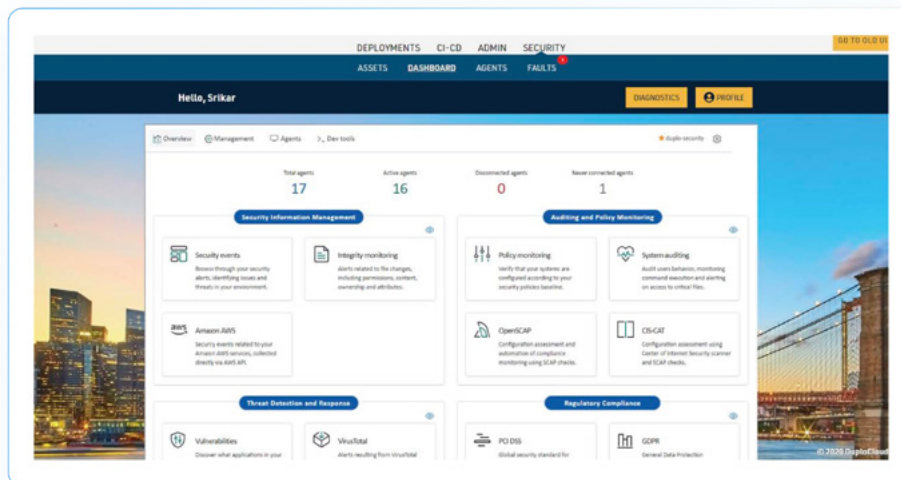 DEPLOYMENTS CI-CD ADMIN SECURITY
GO TO OLD UI
ASSETS DASHBOARD AGENTS FAULTS
Hello, Srikar
DIAGNOSTICS PROFILE
Overview Management Agents >_ Dev tools
duplo-security
Total agents Active agents Disconnected agents Never connected agents
17 16 0 1
Security Information Management
Security events
Browse through your security
alerts, identifying issues and
threats in your environment.
Integrity monitoring
Alerts related to file changes,
including permissions, content,
ownership and attributes.
aws Amazon AWS
Security events related to your
Amazon AWS services, collected
directly via AWS API.
Auditing and Policy Monitoring
Policy monitoring
Verify that your systems are
configured according to your
security policies baseline.
System auditing
Audit users behavior, monitoring
command execution and alerting
on access to critical files.
OpenSCAP
Configuration assessment and
automation of compliance
monitoring using SCAP checks.
CIS-CAT
Configuration assessment using
Center of Internet Security scanner
and SCAP checks.
Threat Detection and Response
Vulnerabilities
Discover what applications in your
VirusTotal
Alerts resulting from VirusTotal
Regulatory Compliance
PCI DSS
Global security standard for
GDPR
General Data Protection
© 2020 DuploCloud